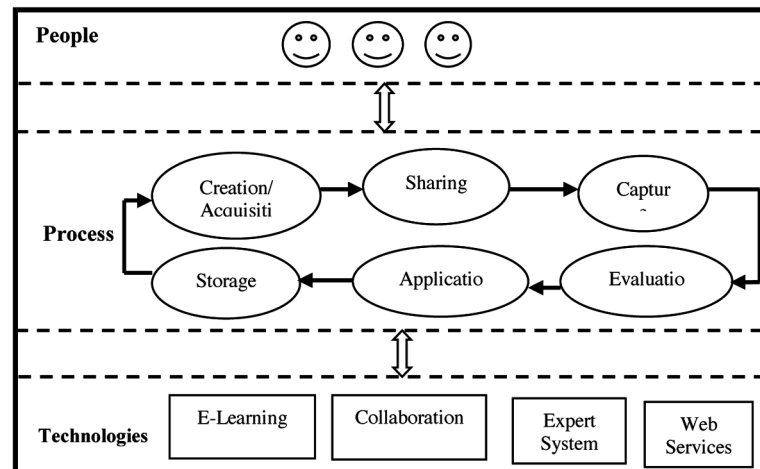 People
Creation/
Acquisiti
Sharing
Captur
Process
Storage
Applicatio
Evaluatio
E-Learning
Collaboration
Expert
System
Web
Services
Technologies